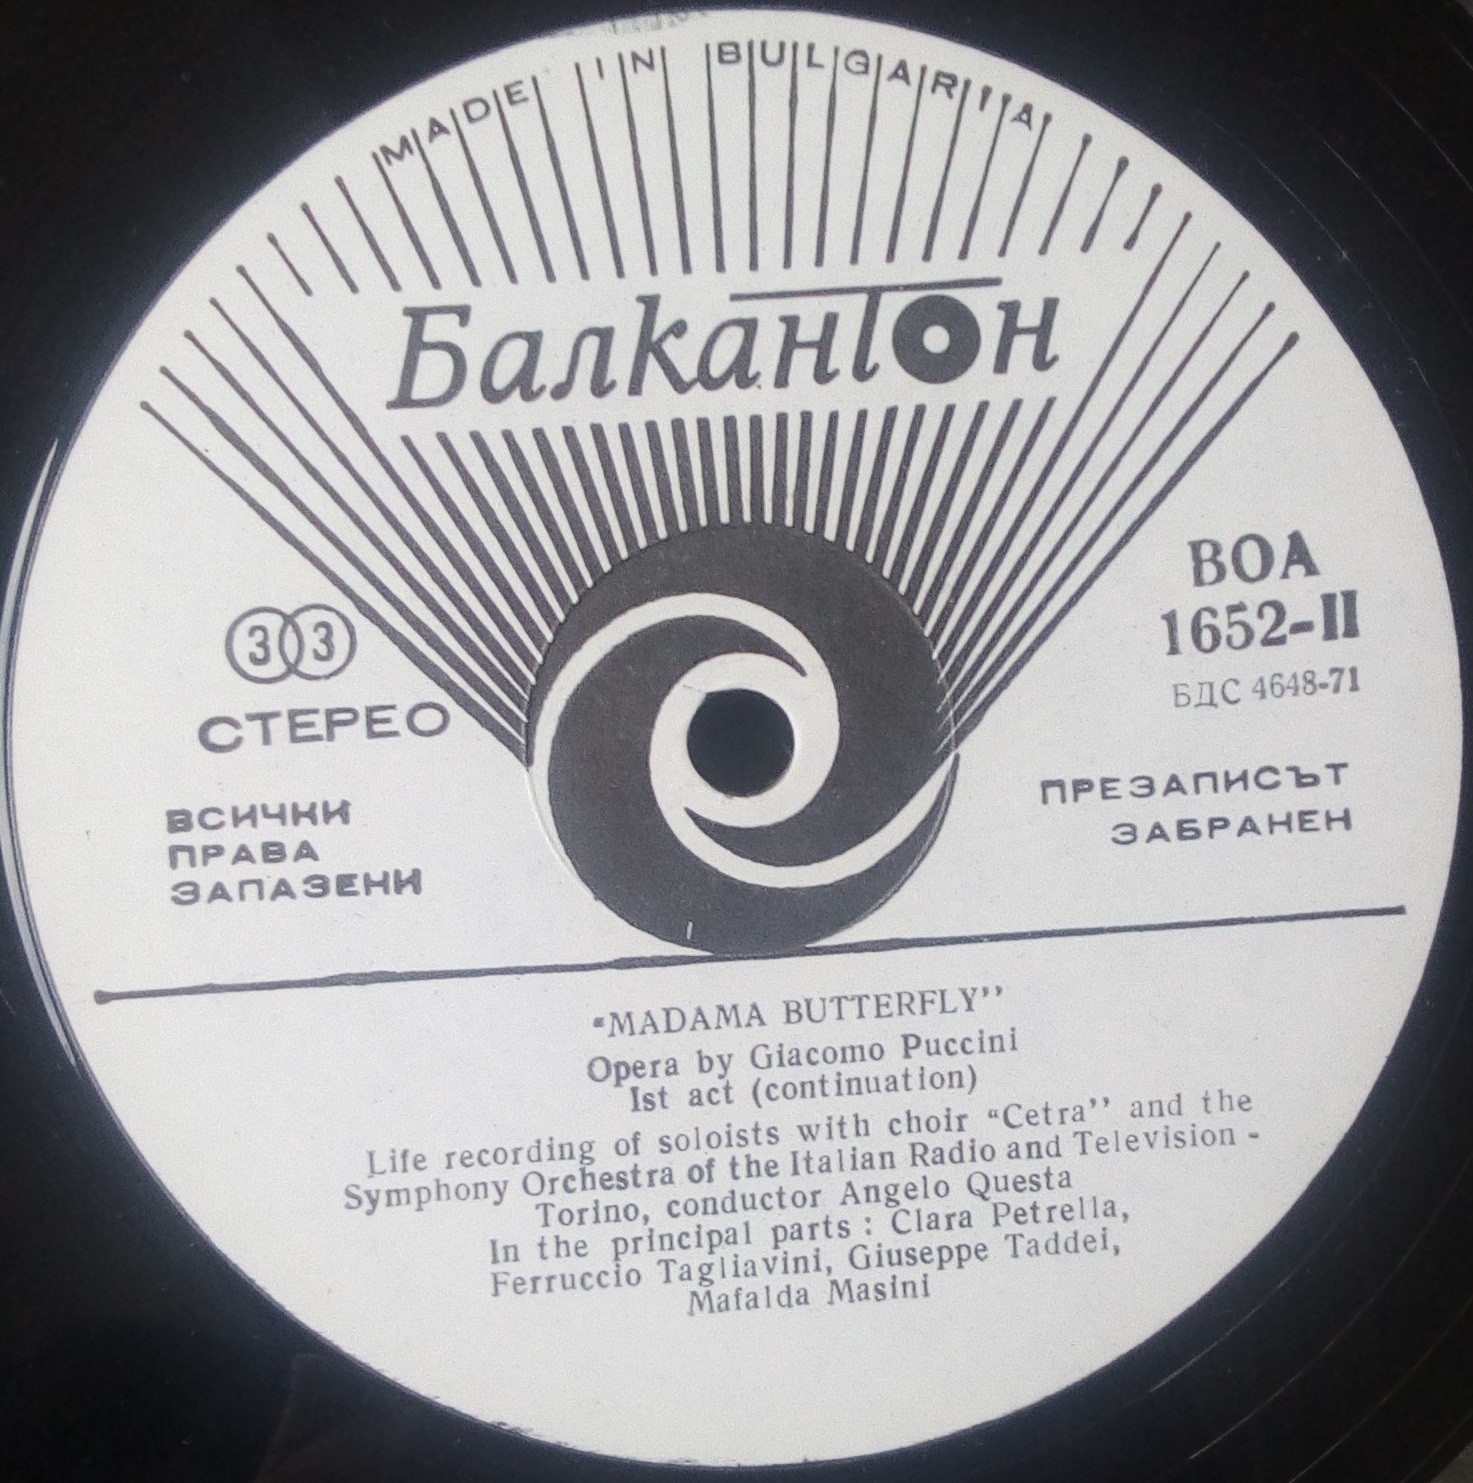 MADE IN BULGARIA
Балкантон
33
СТЕРЕО
ВСИЧКИ
ПРАВА
ЗАПАЗЕНИ
ВОА
1652-II
БДС 4648-71
ПРЕЗАПИСЪТ
ЗАБРАНЕН
“MADAMA BUTTERFLY”
Opera by Giacomo Puccini
Ist act (continuation)
Life recording of soloists with choir “Cetra” and the
Symphony Orchestra of the Italian Radio and Television -
Torino, conductor Angelo Questa
In the principal parts : Clara Petrella,
Ferruccio Tagliavini, Giuseppe Taddei,
Mafalda Masini